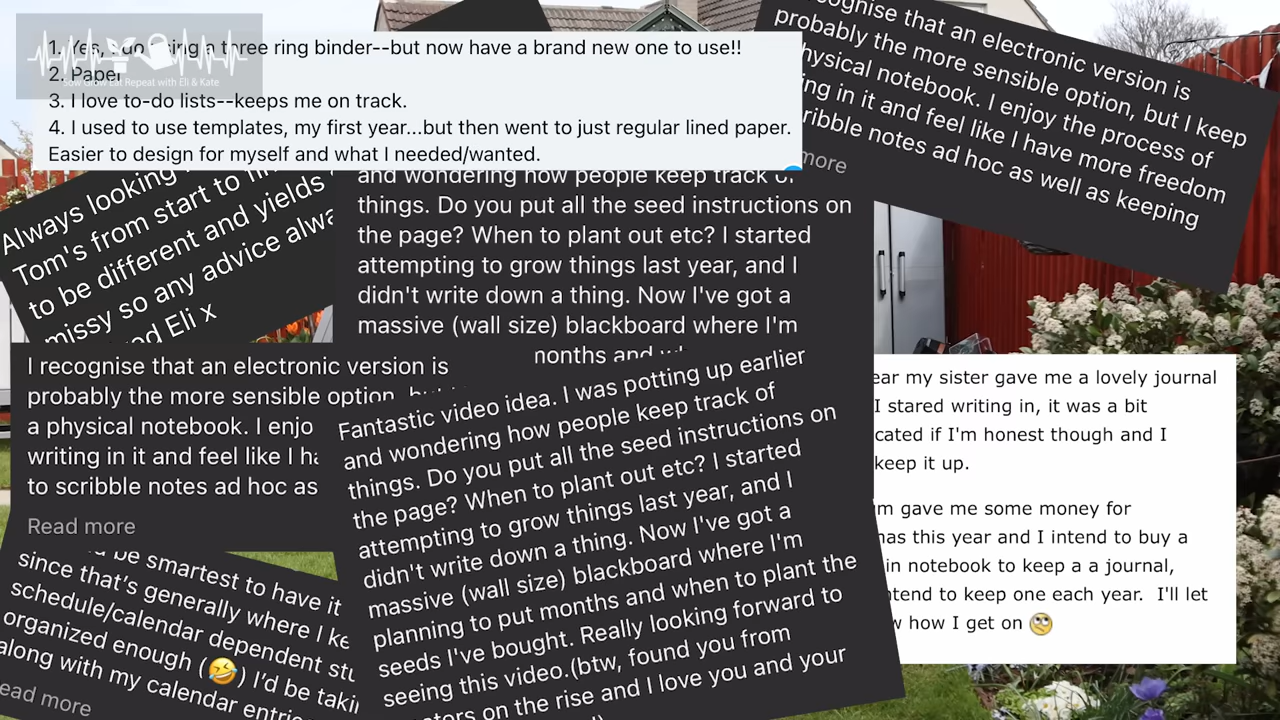 1. Yes, I do using a three ring binder--but now have a brand new one to use!!
2. Paper
3. I love to-do lists--keeps me on track.
4. I used to use templates, my first year...but then went to just regular lined paper.
Easier to design for myself and what I needed/wanted.
Sow Grow Eat Repeat with Eli & Kate
recognise that an electronic version is
probably the more sensible option, but I keep
physical notebook. I enjoy the process of
in it and feel like I have more freedom
scribble notes ad hoc as well as keeping
more
Always looking
Tom's from start to
to be different and yields
missy so any advice
Eli x
and wondering how people keep track of
things. Do you put all the seed instructions on
the page? When to plant out etc? I started
attempting to grow things last year, and I
didn't write down a thing. Now I've got a
massive (wall size) blackboard where I'm
months and
I recognise that an electronic version is
probably the more sensible option,
a physical notebook. I
writing in it and feel like I
to scribble notes ad hoc as
Read more
be smartest to have it
since that's generally where I
schedule/calendar dependent
organized enough (🤣) I'd be
along with my calendar
ead more
Fantastic video idea. I was potting up earlier
and wondering how people keep track of
things. Do you put all the seed instructions on
the page? When to plant out etc? I started
attempting to grow things last year, and I
didn't write down a thing. Now I've got a
massive (wall size) blackboard where I'm
planning to put months and when to plant the
seeds I've bought. Really looking forward to
seeing this video.(btw, found you from
on the rise and I love you and your
ear my sister gave me a lovely journal
I stared writing in, it was a bit
cated if I'm honest though and I
keep it up.
gave me some money for
this year and I intend to buy a
in notebook to keep a a journal,
ntend to keep one each year. I'll let
how I get on 🙄